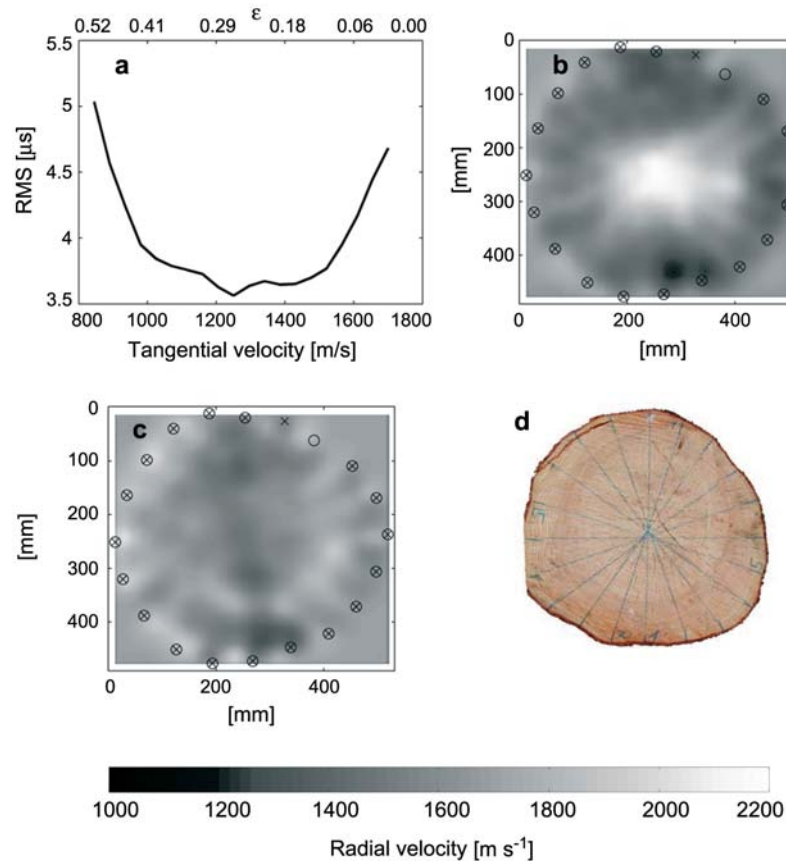 ε
0.52 0.41 0.29 0.18 0.06 0.00
a
5.5
5
4.5
4
3.5
RMS [µs]
800 1000 1200 1400 1600 1800
Tangential velocity [m/s]
b
0
100
200
300
400
[mm]
0 200 400
[mm]
c
0
100
200
300
400
[mm]
0 200 400
[mm]
d
1000 1200 1400 1600 1800 2000 2200
Radial velocity [m s⁻¹]